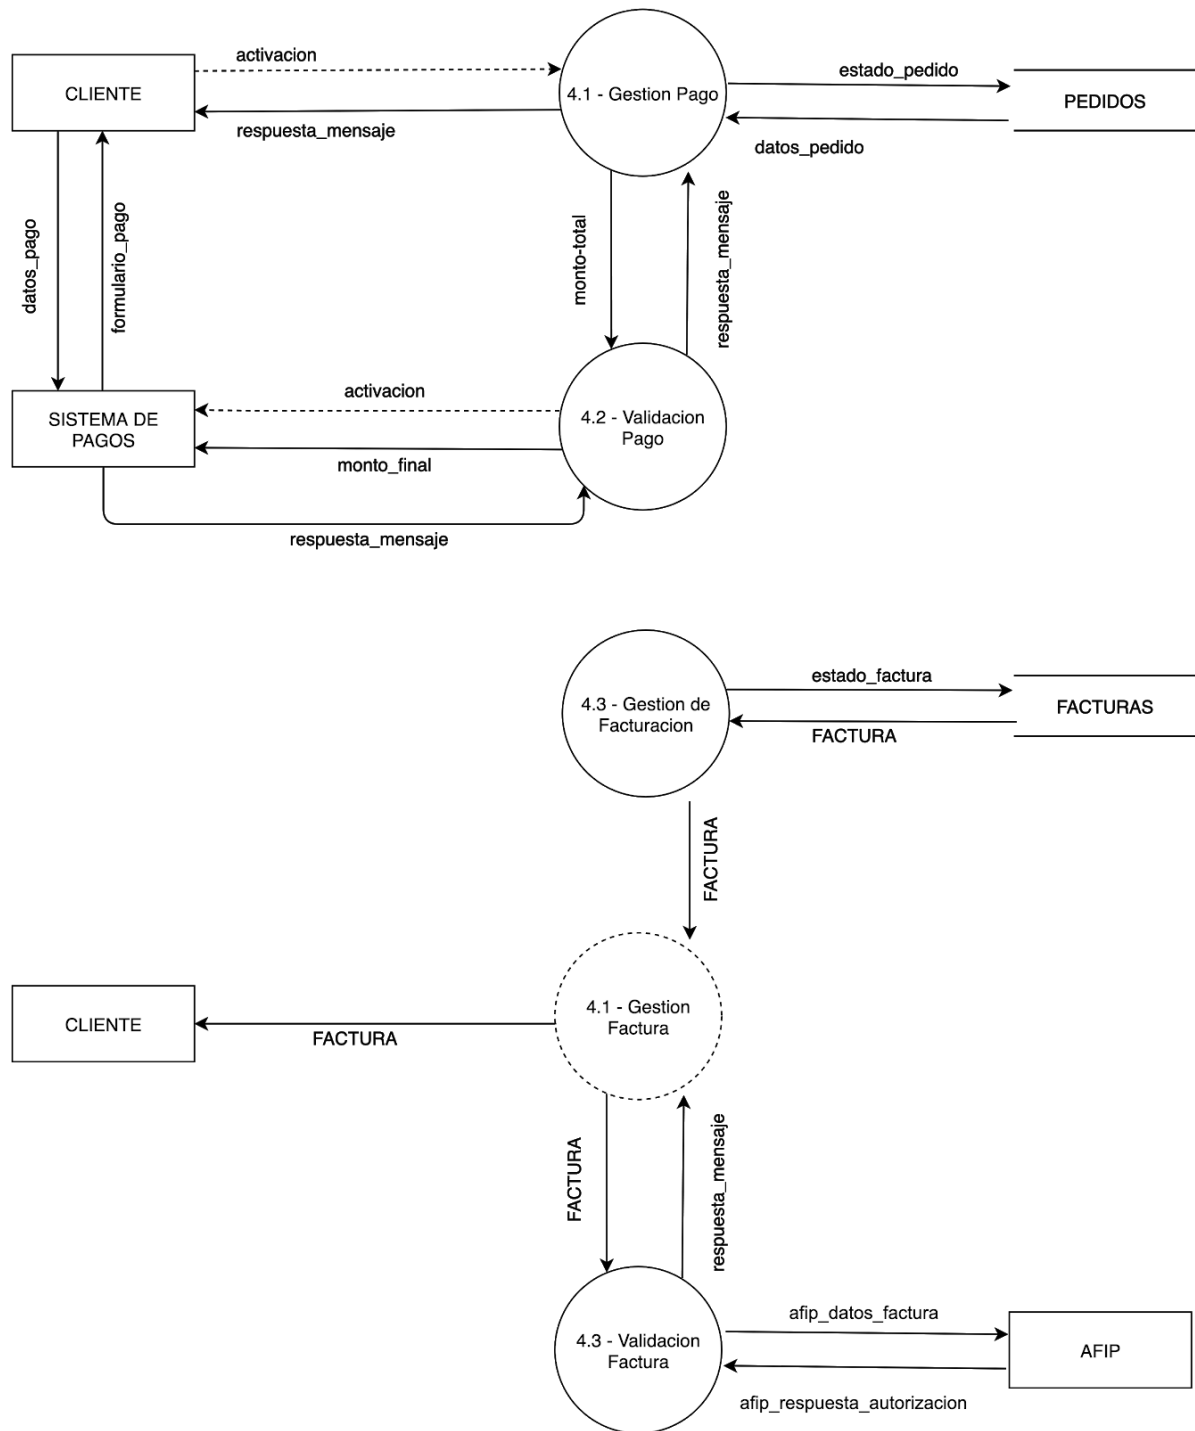 activacion
CLIENTE
4.1 - Gestion Pago
estado_pedido
PEDIDOS
respuesta_mensaje
datos_pedido
datos_pago
formulario_pago
monto-total
respuesta_mensaje
activacion
SISTEMA DE
PAGOS
4.2 - Validacion
Pago
monto_final
respuesta_mensaje
4.3 - Gestion de
Facturacion
estado_factura
FACTURAS
FACTURA
FACTURA
4.1 - Gestion
Factura
CLIENTE
FACTURA
FACTURA
respuesta_mensaje
4.3 - Validacion
Factura
afip_datos_factura
AFIP
afip_respuesta_autorizacion